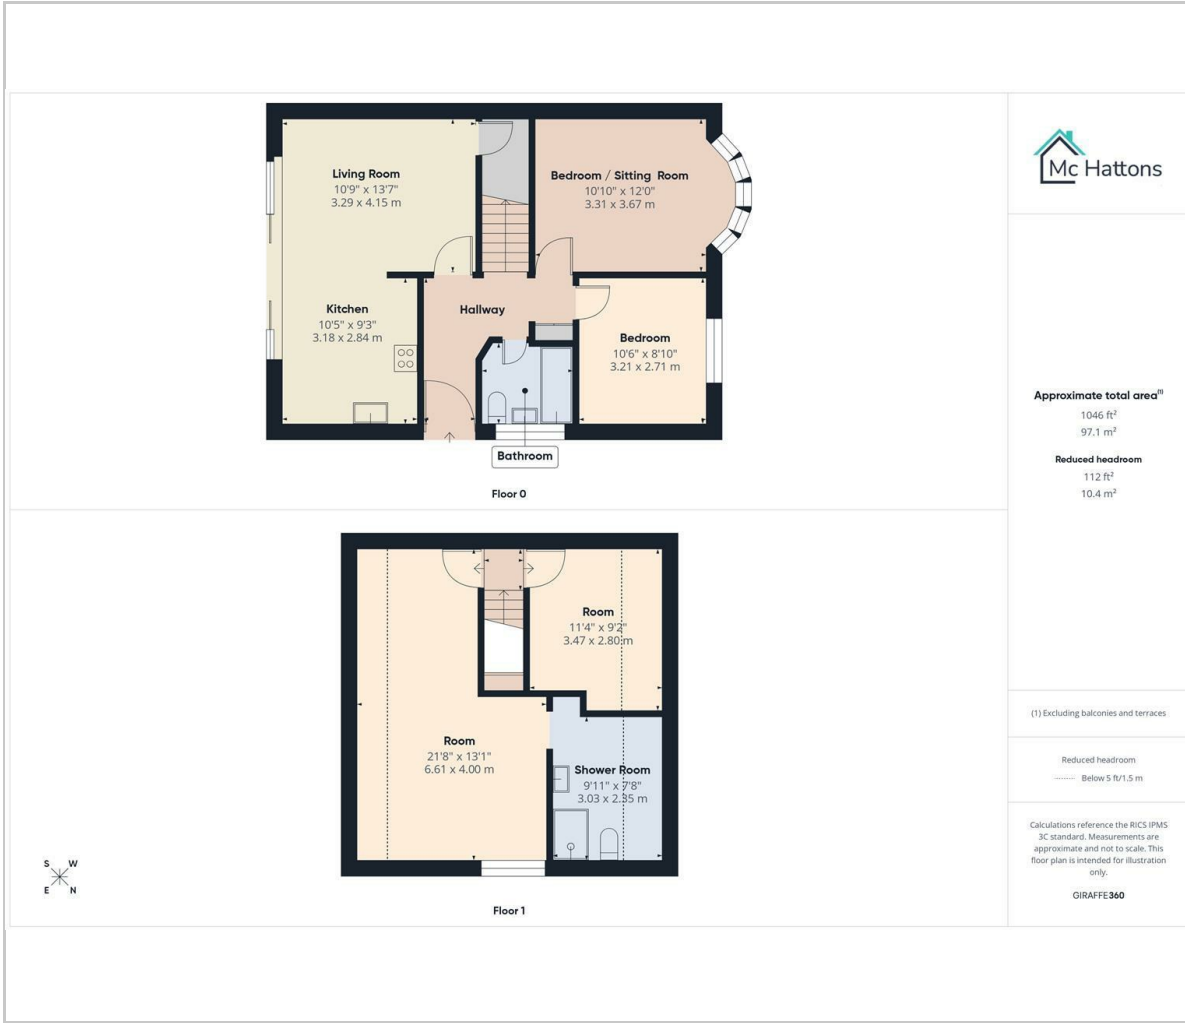 Living Room
10'9" x 13'7"
3.29 x 4.15 m
Bedroom / Sitting Room
10'10" x 12'0"
3.31 x 3.67 m
Kitchen
10'5" x 9'3"
3.18 x 2.84 m
Hallway
Bedroom
10'6" x 8'10"
3.21 x 2.71 m
Bathroom
Floor 0
Room
11'4" x 9'2"
3.47 x 2.80 m
Room
21'8" x 13'1"
6.61 x 4.00 m
Shower Room
9'11" x 7'8"
3.03 x 2.35 m
S W
E N
Floor 1
Mc Hattons
Approximate total area(1)
1046 ft²
97.1 m²
Reduced headroom
112 ft²
10.4 m²
(1) Excluding balconies and terraces
Reduced headroom
Below 5 ft/1.5 m
Calculations reference the RICS IPMS
3C standard. Measurements are
approximate and not to scale. This
floor plan is intended for illustration
only.
GIRAFFE360